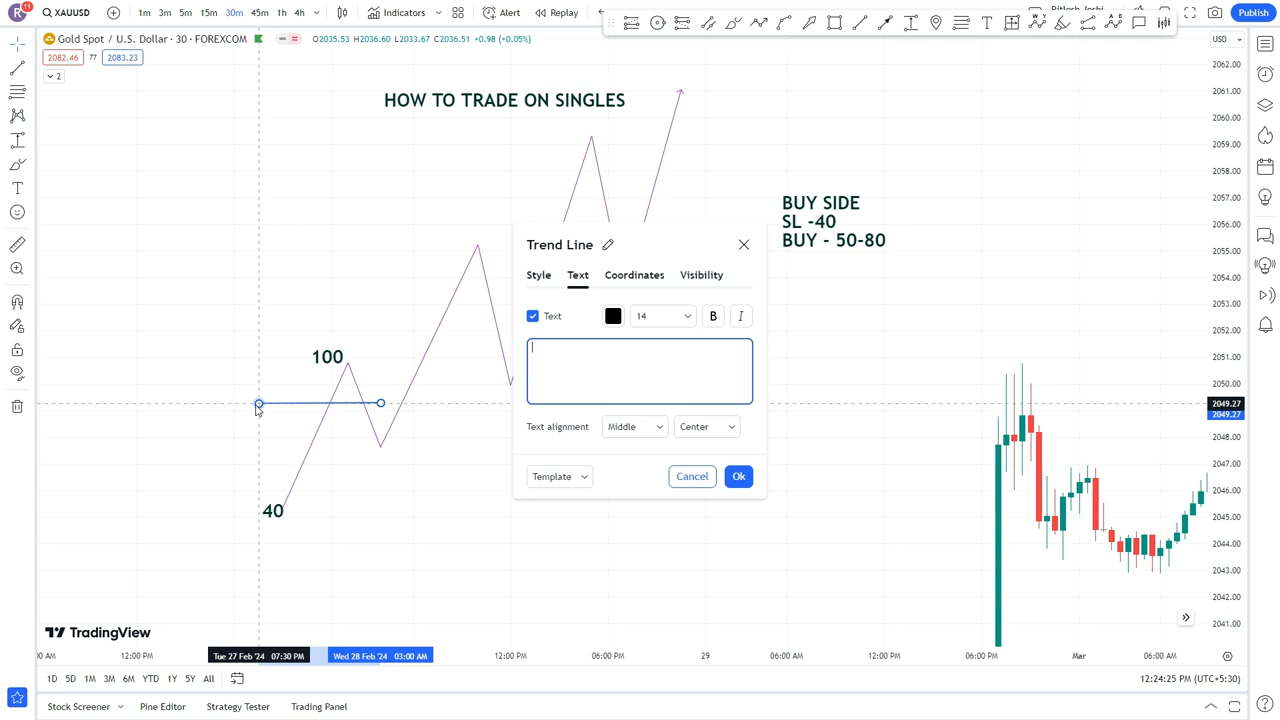 R 11 XAUUSD 1m 3m 5m 15m 30m 45m 1h 4h Indicators Alert Replay Publish
Gold Spot / U.S. Dollar · 30 · FOREXCOM O2035.53 H2036.60 L2033.67 C2036.51 +0.98 (+0.05%)
2082.46 77 2083.23
2
USD
2062.00
2061.00
2060.00
2059.00
2058.00
2057.00
2056.00
2055.00
2054.00
2053.00
2052.00
2051.00
2050.00
2049.27
2049.27
2048.00
2047.00
2046.00
2045.00
2044.00
2043.00
2042.00
2041.00
HOW TO TRADE ON SINGLES
BUY SIDE
SL -40
BUY - 50-80
100
40
Trend Line
Style Text Coordinates Visibility
Text 14 B I
Text alignment Middle Center
Template Cancel Ok
TradingView
12:00 PM Tue 27 Feb '24 07:30 PM Wed 28 Feb '24 03:00 AM 12:00 PM 06:00 PM 29 06:00 AM 12:00 PM 06:00 PM Mar 06:00 AM
1D 5D 1M 3M 6M YTD 1Y 5Y All 12:24:25 PM (UTC+5:30)
Stock Screener Pine Editor Strategy Tester Trading Panel